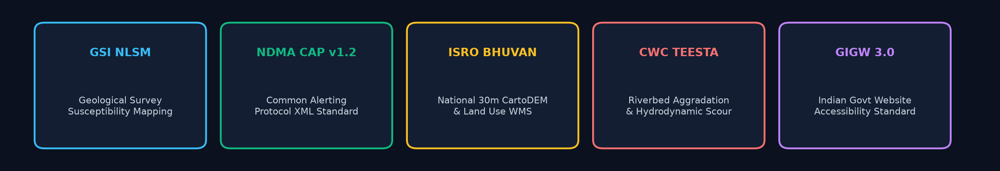 GSI NLSM
Geological Survey
Susceptibility Mapping
NDMA CAP v1.2
Common Alerting
Protocol XML Standard
ISRO BHUVAN
National 30m CartoDEM
& Land Use WMS
CWC TEESTA
Riverbed Aggradation
& Hydrodynamic Scour
GIGW 3.0
Indian Govt Website
Accessibility Standard